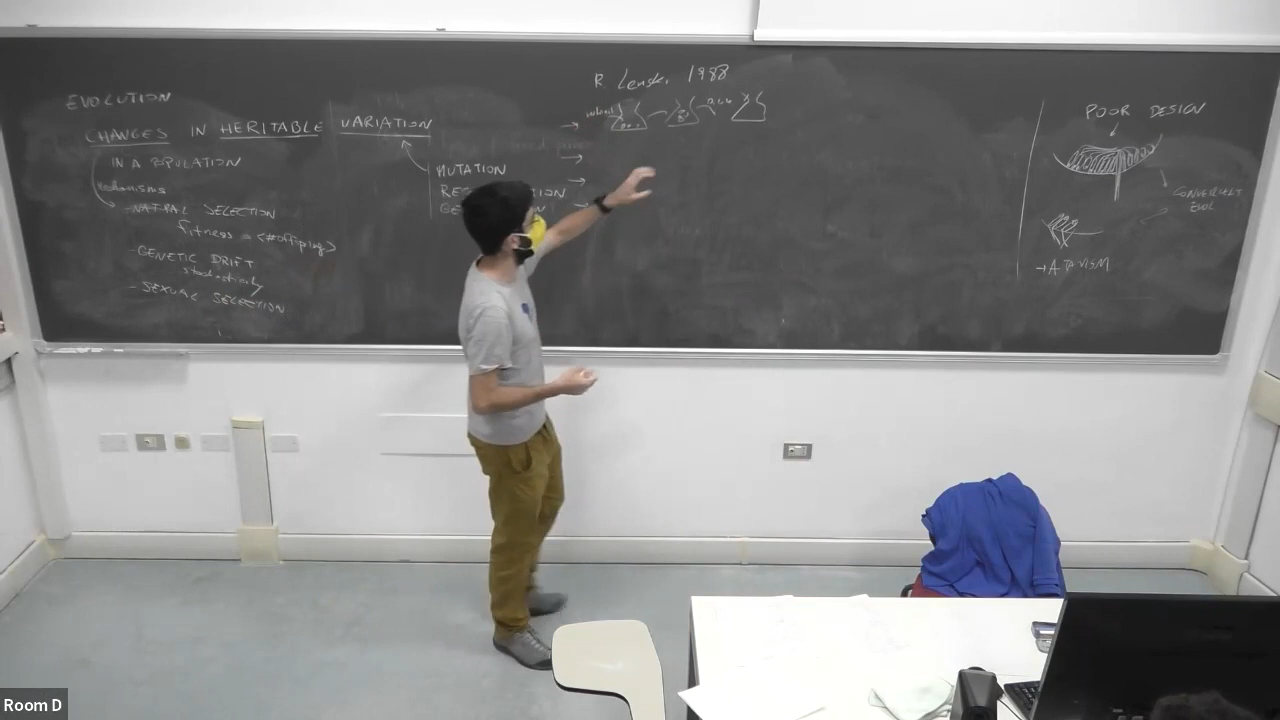 EVOLUTION
CHANGES IN HERITABLE VARIATION
IN A POPULATION
Mechanisms
- NATURAL SELECTION
fitness = <#offspring>
- GENETIC DRIFT
stochasticity
- SEXUAL SELECTION
MUTATION
R. Lenski, 1988
POOR DESIGN
CONVERGENT
EVOL
→ ATAVISM
Room D